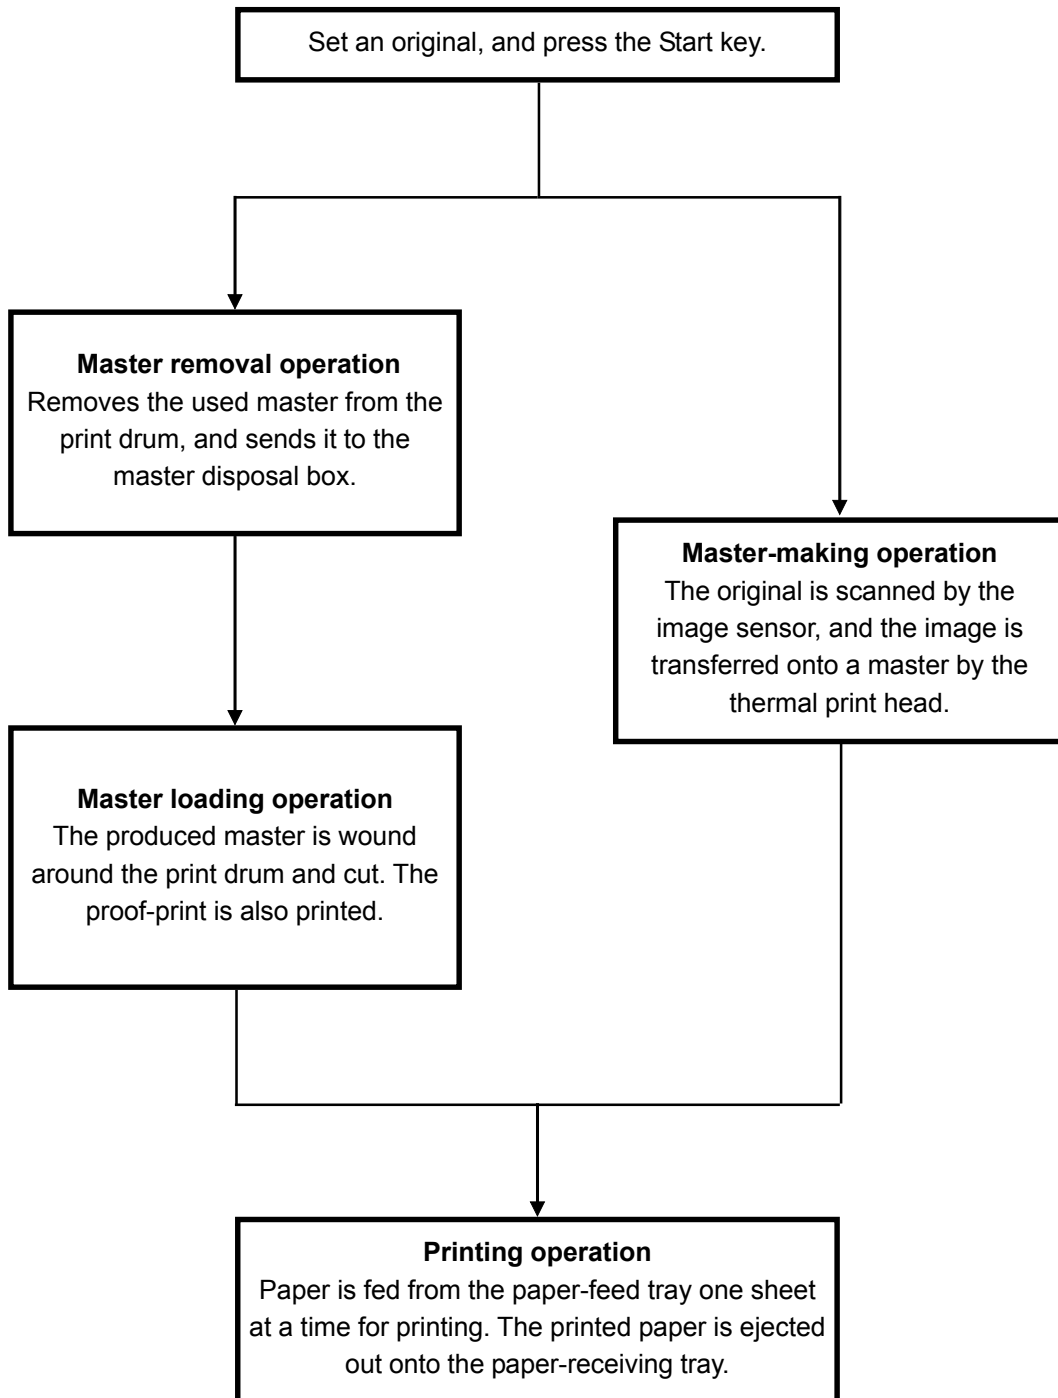 Set an original, and press the Start key.
Master removal operation
Removes the used master from the
print drum, and sends it to the
master disposal box.
Master-making operation
The original is scanned by the
image sensor, and the image is
transferred onto a master by the
thermal print head.
Master loading operation
The produced master is wound
around the print drum and cut. The
proof-print is also printed.
Printing operation
Paper is fed from the paper-feed tray one sheet
at a time for printing. The printed paper is ejected
out onto the paper-receiving tray.